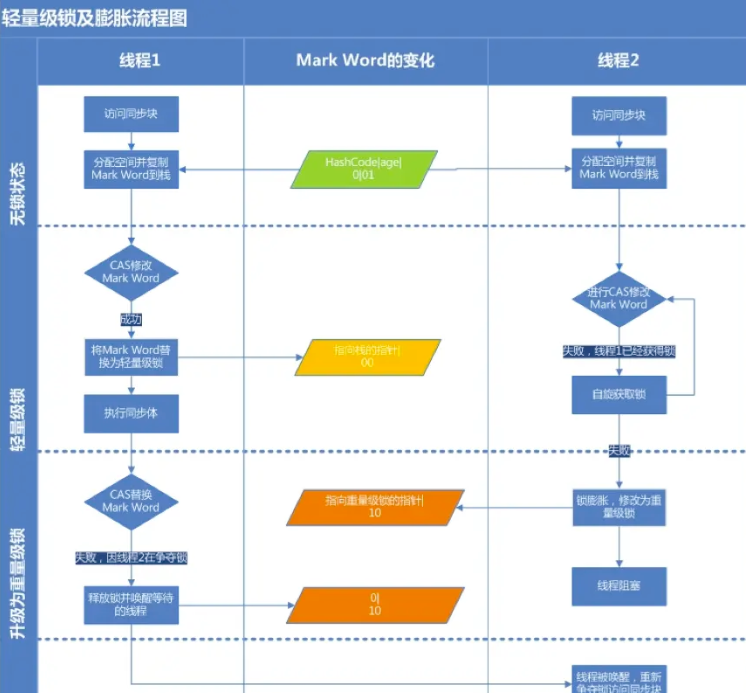 轻量级锁及膨胀流程图
线程1
Mark Word的变化
线程2
无锁状态
访问同步块
访问同步块
分配空间并复制
Mark Word到栈
HashCode|age|
0|01
分配空间并复制
Mark Word到栈
轻量级锁
CAS修改
Mark Word
进行CAS修改
Mark Word
成功
将Mark Word替
换为轻量级锁
指向栈的指针|
00
失败，线程1已经获得锁
执行同步体
自旋获取锁
失败
升级为重量级锁
CAS替换
Mark Word
指向重量级锁的指针|
10
锁膨胀，修改为重
量级锁
失败，因线程2在争夺锁
释放锁并唤醒等待
的线程
0|
10
线程阻塞
线程被唤醒，重新
争夺锁访问同步块